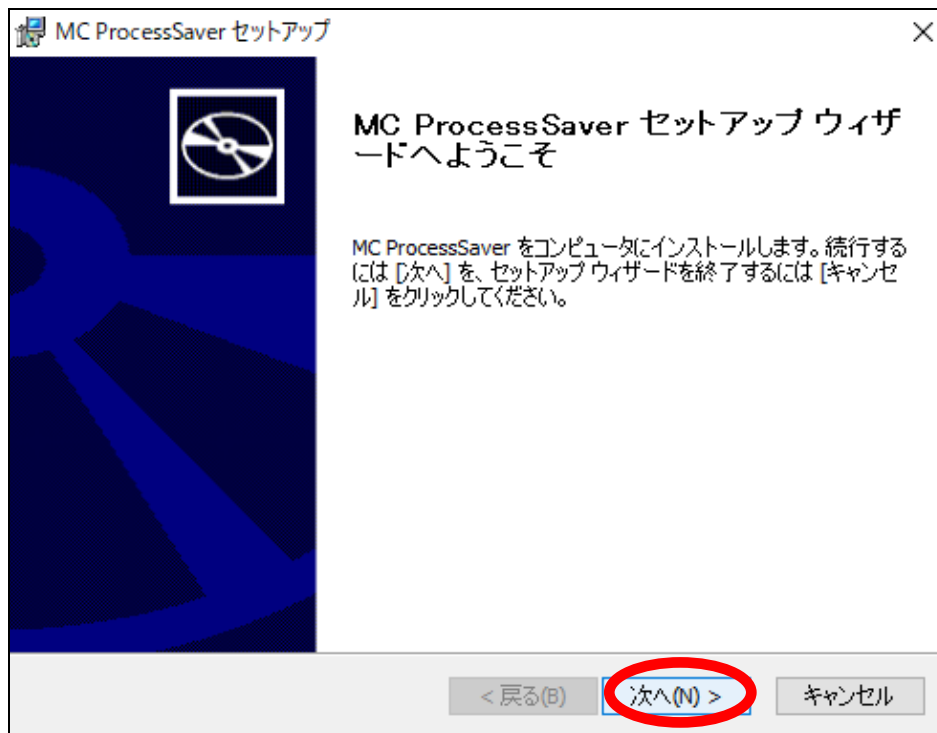 MC ProcessSaver セットアップ
MC ProcessSaver セットアップ ウィザ
ードへようこそ
MC ProcessSaver をコンピュータにインストールします。続行する
には [次へ] を、セットアップ ウィザードを終了するには [キャンセ
ル] をクリックしてください。
< 戻る(B)
次へ(N) >
キャンセル